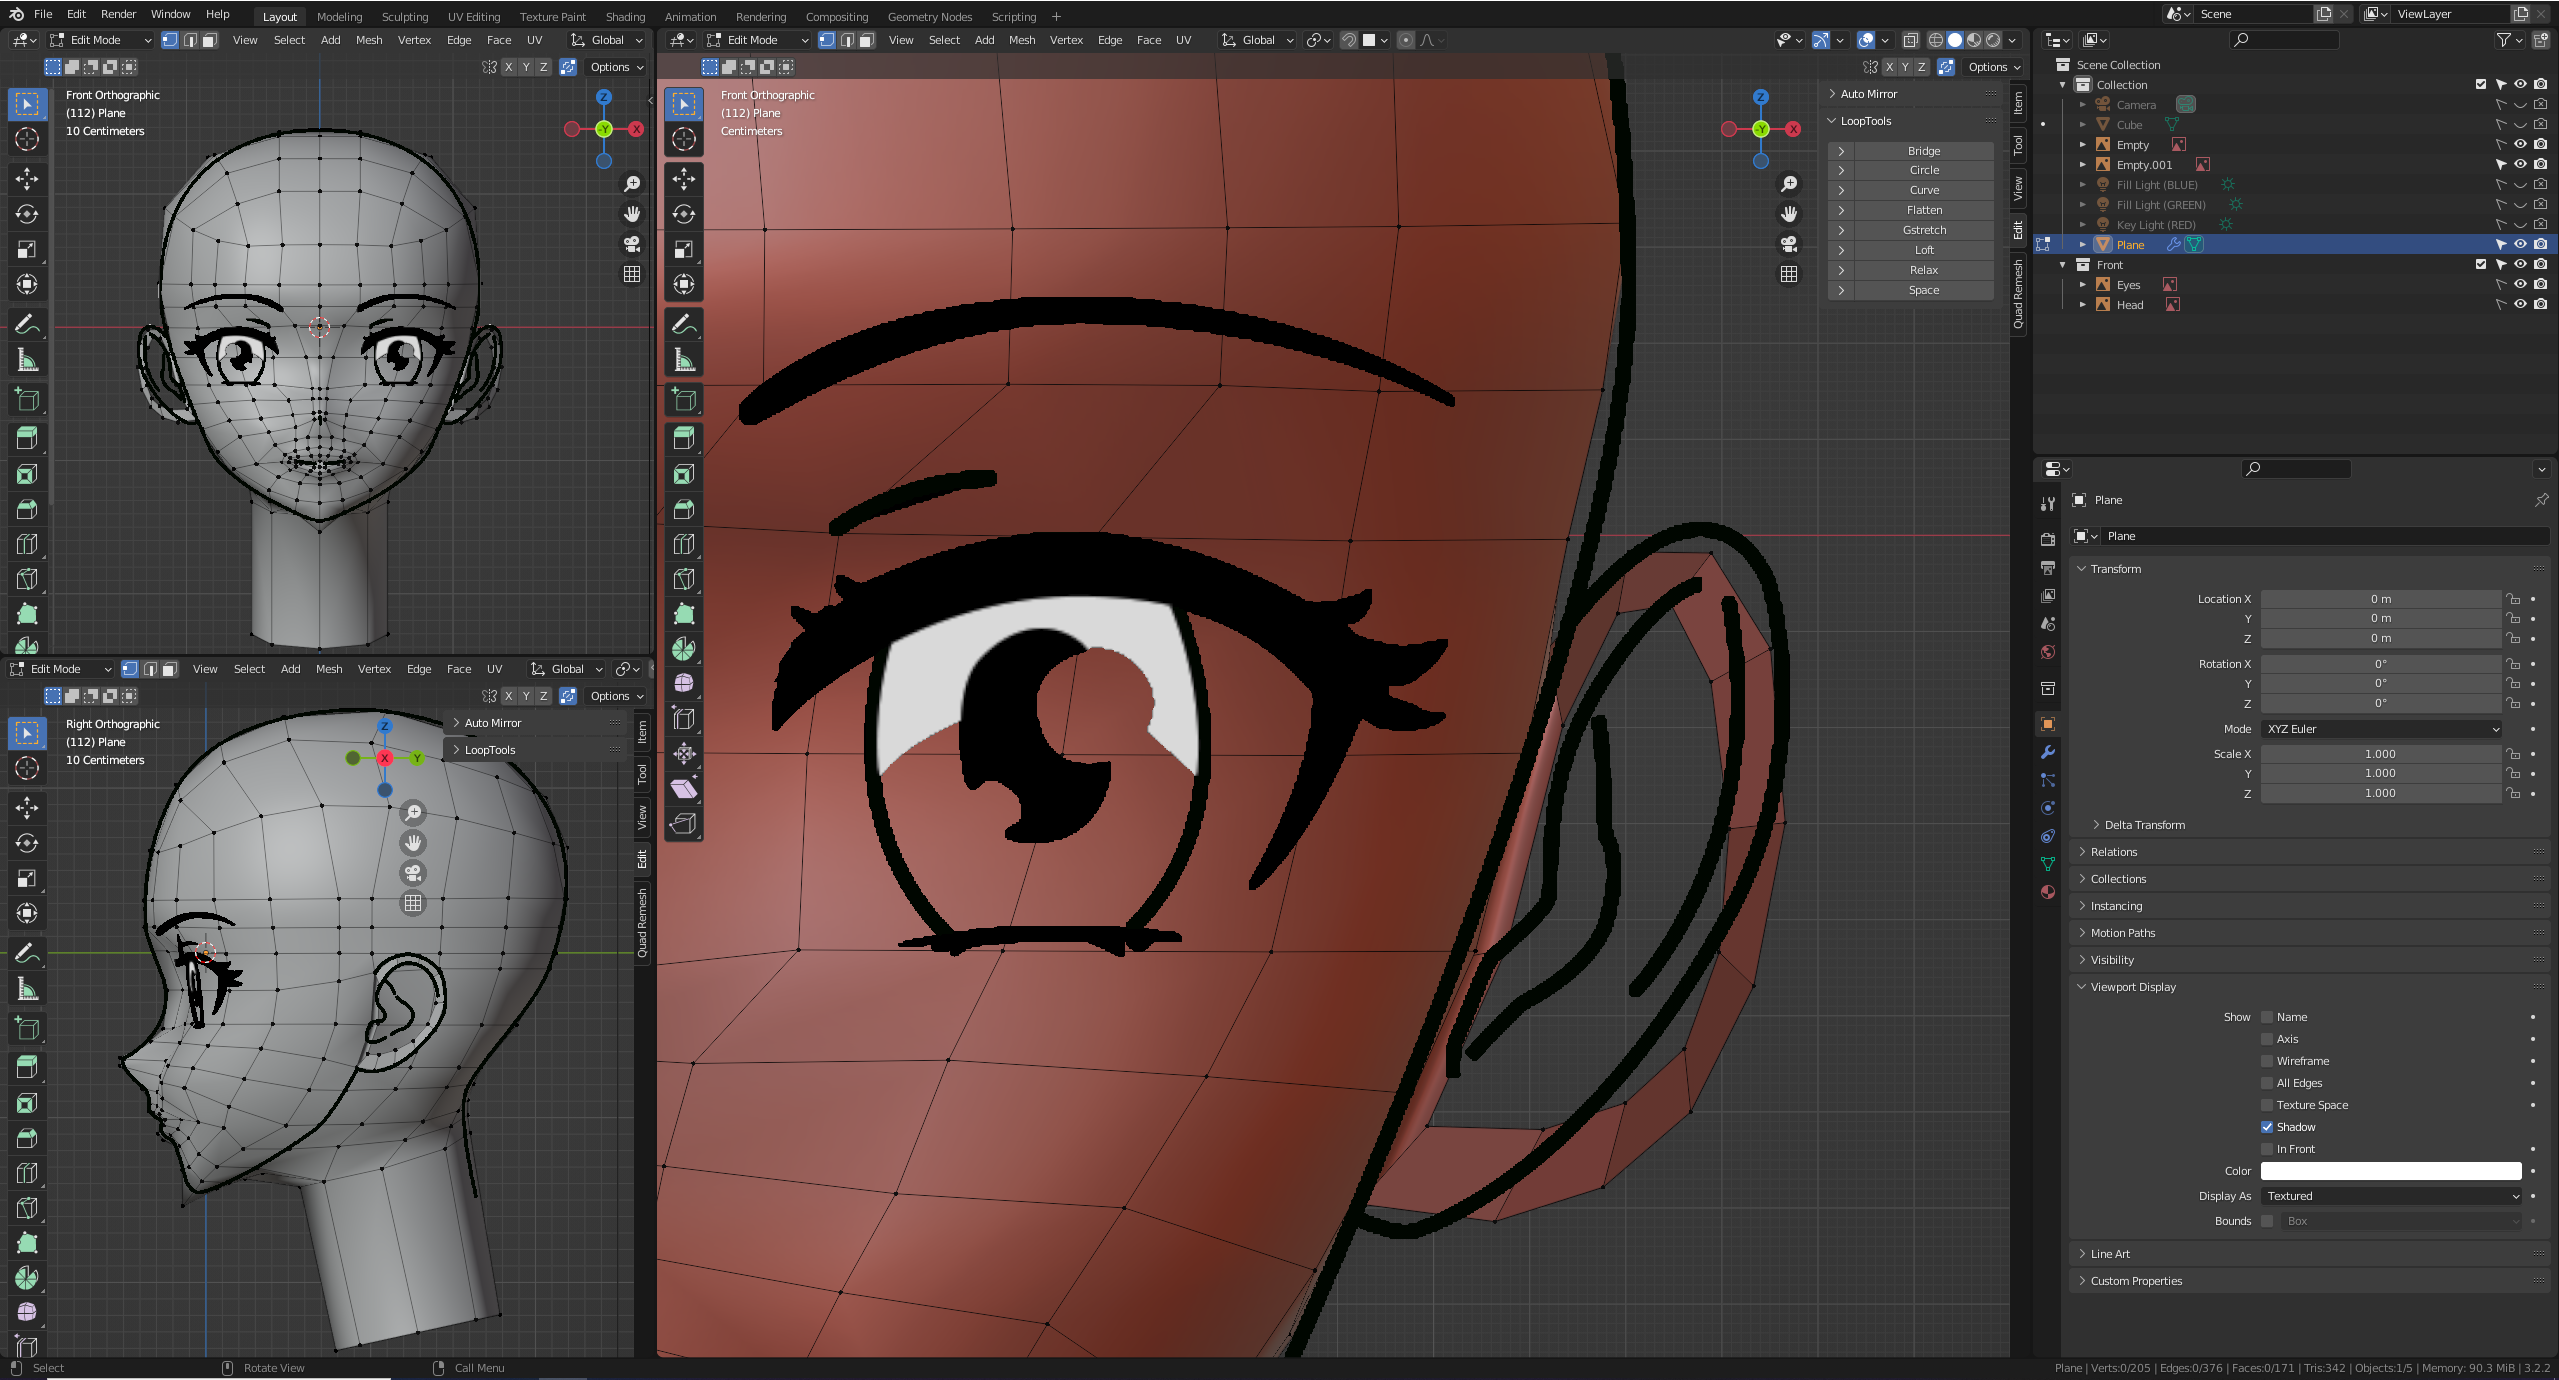 File Edit Render Window Help
Layout Modeling Sculpting UV Editing Texture Paint Shading Animation Rendering Compositing Geometry Nodes Scripting +
Scene
ViewLayer
Edit Mode View Select Add Mesh Vertex Edge Face UV Global
X Y Z Options
Front Orthographic
(112) Plane
10 Centimeters
Z
-Y X
Edit Mode View Select Add Mesh Vertex Edge Face UV Global
X Y Z Options
Front Orthographic
(112) Plane
Centimeters
Z
-Y X
Auto Mirror
LoopTools
Bridge
Circle
Curve
Flatten
Gstretch
Loft
Relax
Space
Item
Tool
View
Edit
Quad Remesh
Edit Mode View Select Add Mesh Vertex Edge Face UV Global
X Y Z Options
Right Orthographic
(112) Plane
10 Centimeters
Z
X Y
Auto Mirror
LoopTools
Item
Tool
View
Edit
Quad Remesh
Scene Collection
Collection
Camera
Cube
Empty
Empty.001
Fill Light (BLUE)
Fill Light (GREEN)
Key Light (RED)
Plane
Front
Eyes
Head
Plane
Plane
Transform
Location X 0 m
Y 0 m
Z 0 m
Rotation X 0°
Y 0°
Z 0°
Mode XYZ Euler
Scale X 1.000
Y 1.000
Z 1.000
Delta Transform
Relations
Collections
Instancing
Motion Paths
Visibility
Viewport Display
Show Name
Axis
Wireframe
All Edges
Texture Space
Shadow
In Front
Color
Display As Textured
Bounds Box
Line Art
Custom Properties
Select Rotate View Call Menu
Plane | Verts:0/205 | Edges:0/376 | Faces:0/171 | Tris:342 | Objects:1/5 | Memory: 90.3 MiB | 3.2.2